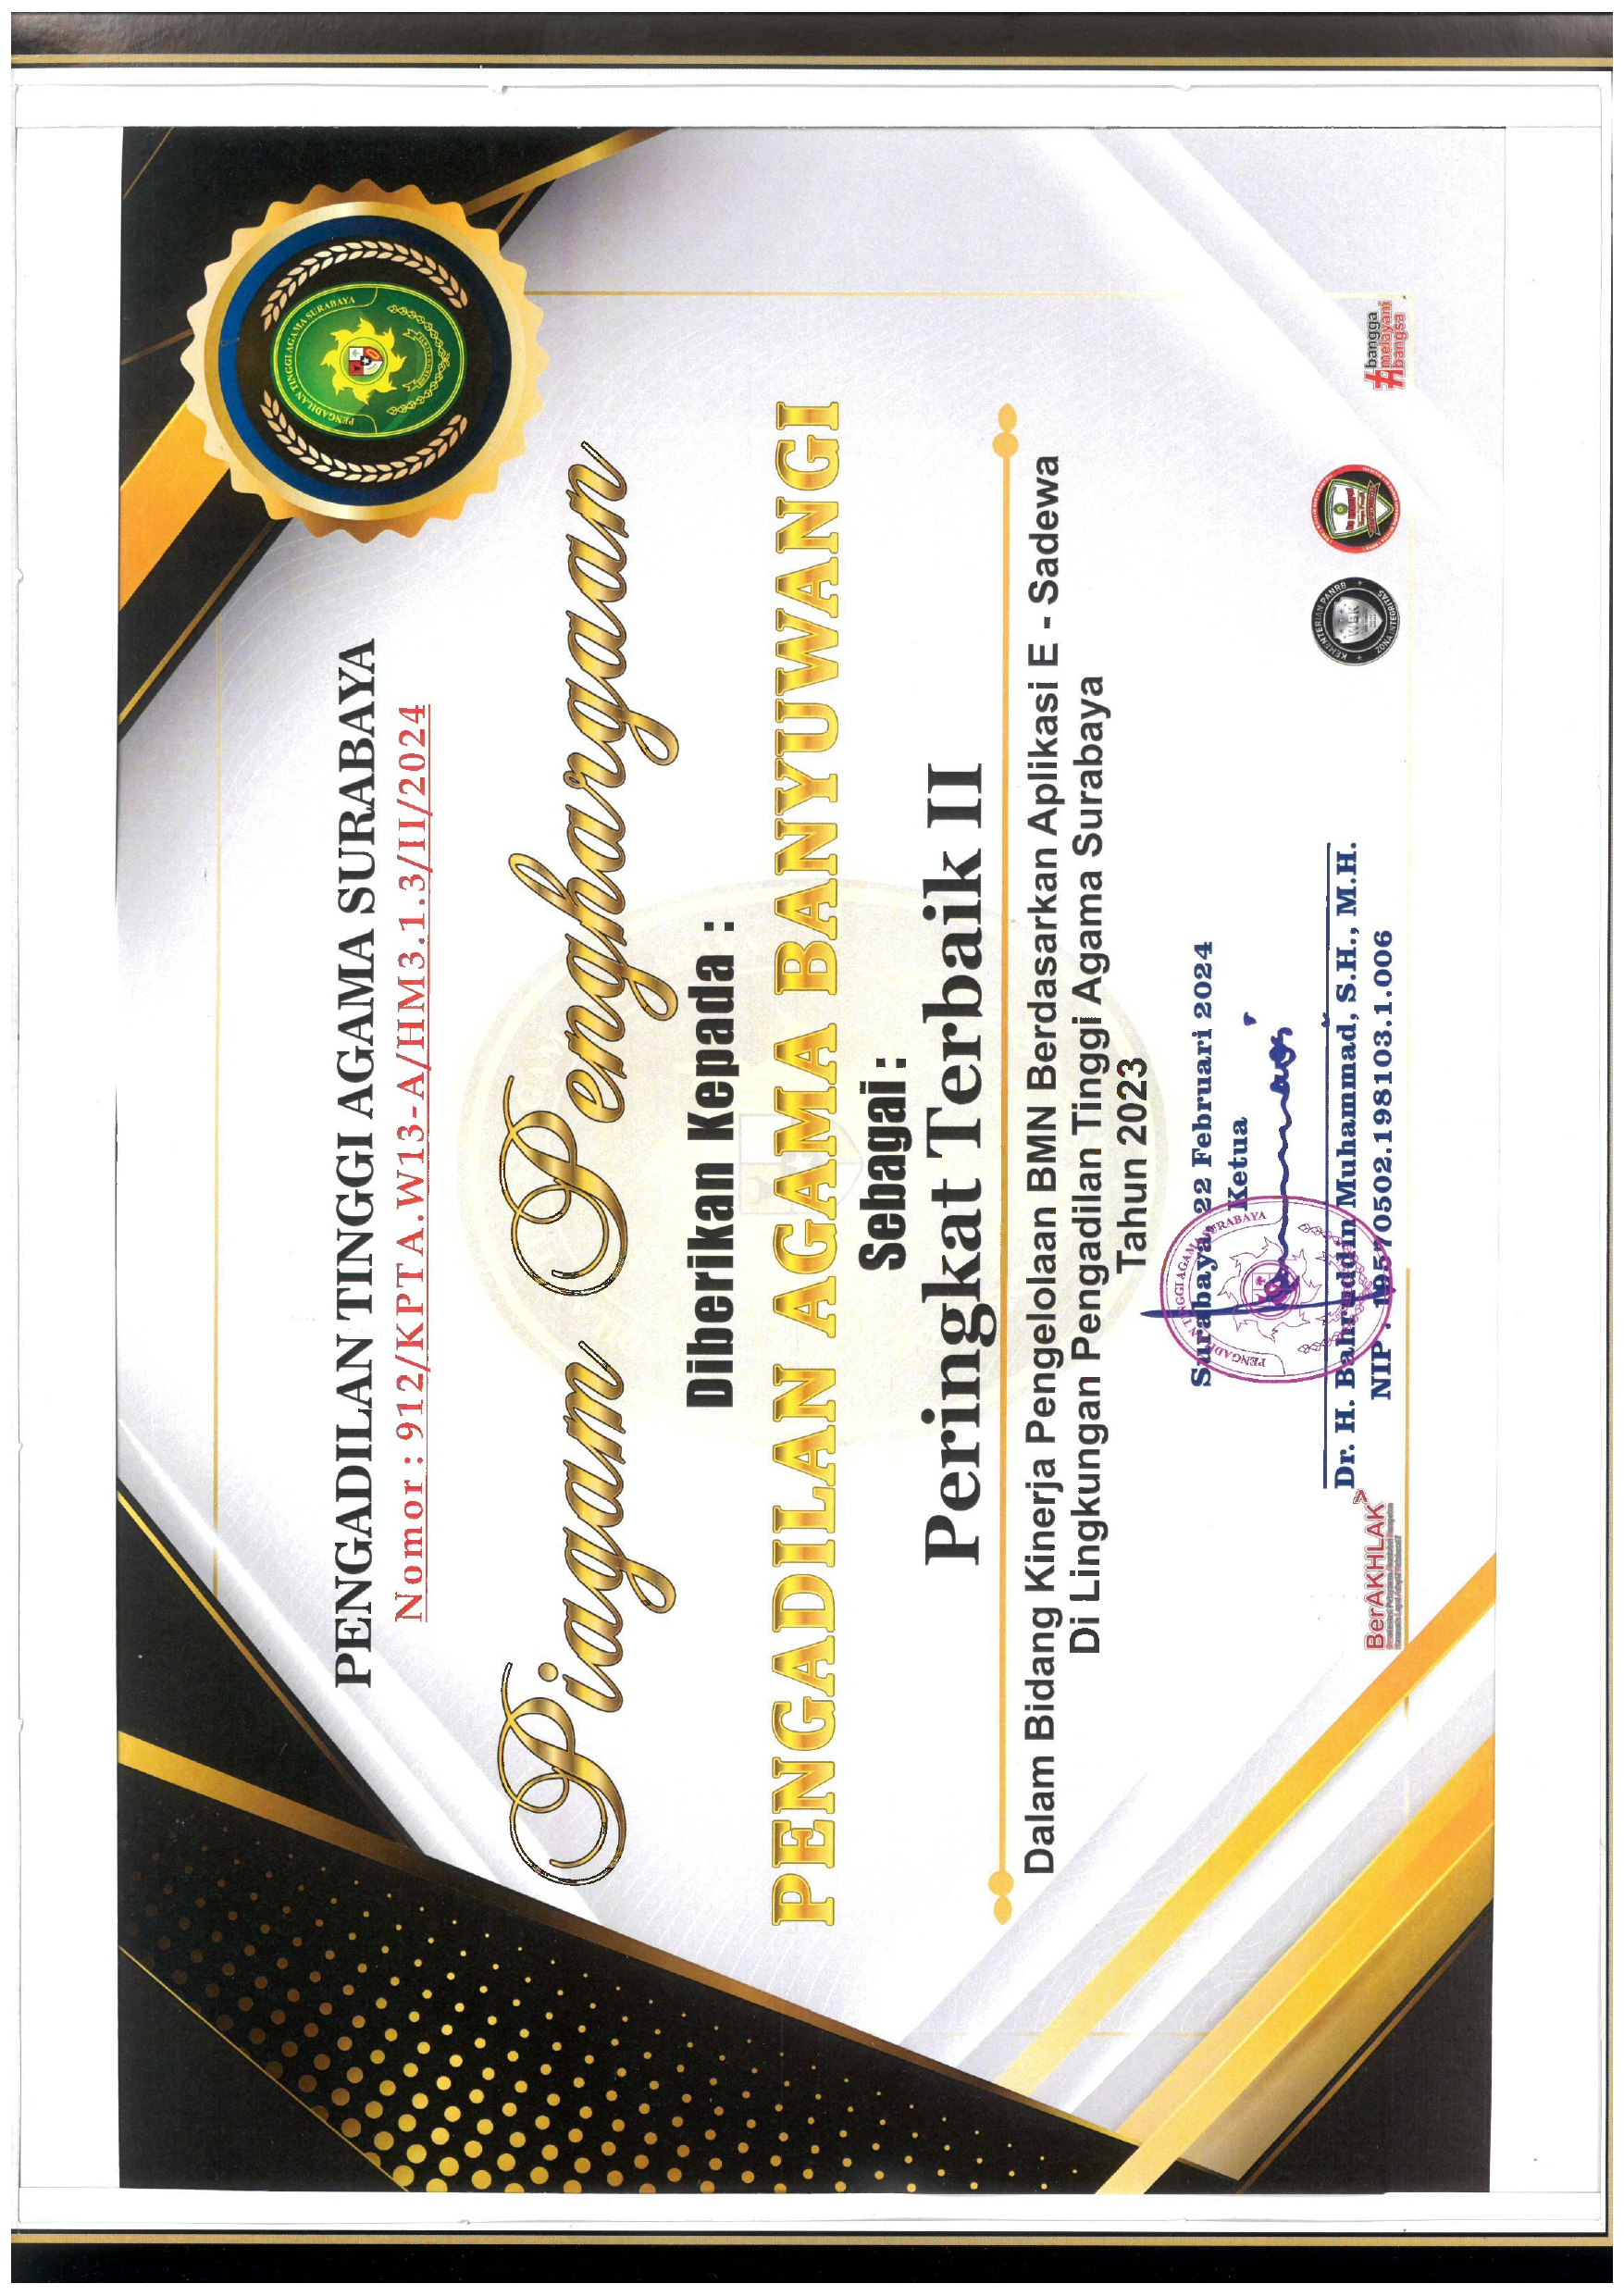 PENGADILAN TINGGI AGAMA SURABAYA
PENGADILAN TINGGI AGAMA SURABAYA
Nomor : 912/KPTA.W13-A/HM3.1.3/II/2024
Piagam Penghargaan
Diberikan Kepada :
PENGADILAN AGAMA BANYUWANGI
Sebagai :
Peringkat Terbaik II
Dalam Bidang Kinerja Pengelolaan BMN Berdasarkan Aplikasi E - Sadewa
Di Lingkungan Pengadilan Tinggi Agama Surabaya
Tahun 2023
PENGADILAN TINGGI AGAMA SURABAYA
Surabaya, 22 Februari 2024
Ketua
Dr. H. Bahruddin Muhammad, S.H., M.H.
NIP . 19570502.198103.1.006
BerAKHLAK
KEMENTERIAN PANRB
WBK
ZONA INTEGRITAS
#bangga
melayani
bangsa